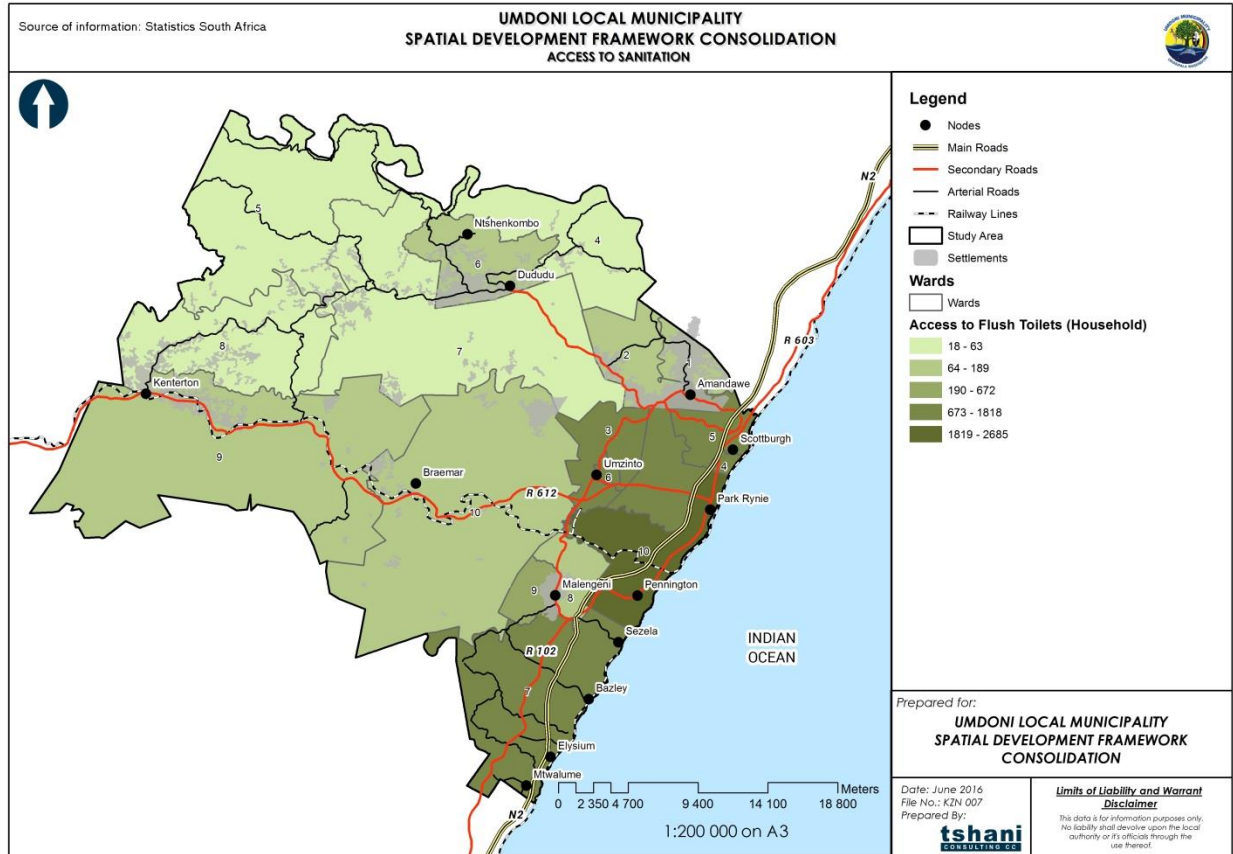 Source of information: Statistics South Africa
UMDONI LOCAL MUNICIPALITY
SPATIAL DEVELOPMENT FRAMEWORK CONSOLIDATION
ACCESS TO SANITATION
N2
R 603
5
Ntshenkombo
4
6
Dududu
8
7
2
1
Kenterton
Amandawe
3
5
Scottburgh
4
9
Umzinto
6
Braemar
R 612
10
Park Rynie
10
9
Malengeni
8
Pennington
Sezela
R 102
INDIAN
OCEAN
7
Bazley
Elysium
Mtwalume
N2
Meters
0 2 350 4 700 9 400 14 100 18 800
1:200 000 on A3
Legend
Nodes
Main Roads
Secondary Roads
Arterial Roads
Railway Lines
Study Area
Settlements
Wards
Wards
Access to Flush Toilets (Household)
18 - 63
64 - 189
190 - 672
673 - 1818
1819 - 2685
Prepared for:
UMDONI LOCAL MUNICIPALITY
SPATIAL DEVELOPMENT FRAMEWORK
CONSOLIDATION
Date: June 2016
File No.: KZN 007
Prepared By:
tshani
CONSULTING CC
Limits of Liability and Warrant
Disclaimer
This data is for information purposes only.
No liability shall devolve upon the local
authority or it's officials through the
use thereof.